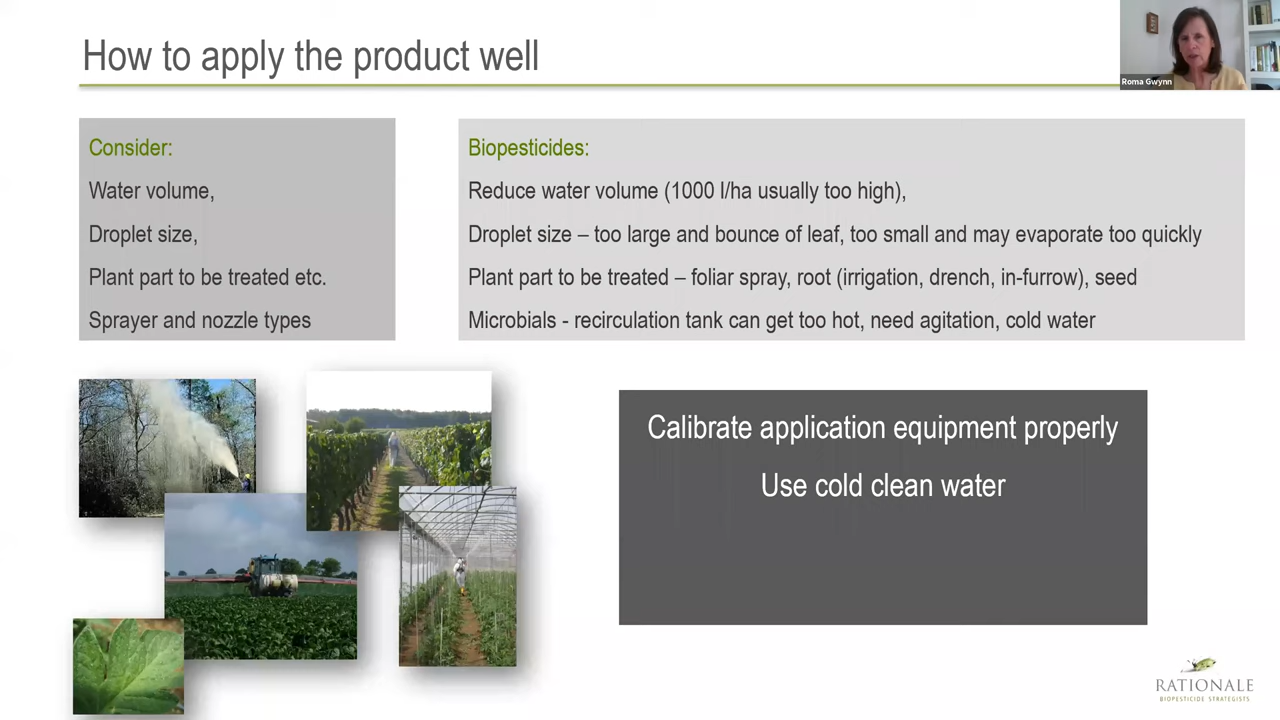 How to apply the product well
Roma Gwynn
Consider:
Water volume,
Droplet size,
Plant part to be treated etc.
Sprayer and nozzle types
Biopesticides:
Reduce water volume (1000 l/ha usually too high),
Droplet size – too large and bounce of leaf, too small and may evaporate too quickly
Plant part to be treated – foliar spray, root (irrigation, drench, in-furrow), seed
Microbials - recirculation tank can get too hot, need agitation, cold water
Calibrate application equipment properly
Use cold clean water
RATIONALE
BIOPESTICIDE STRATEGISTS